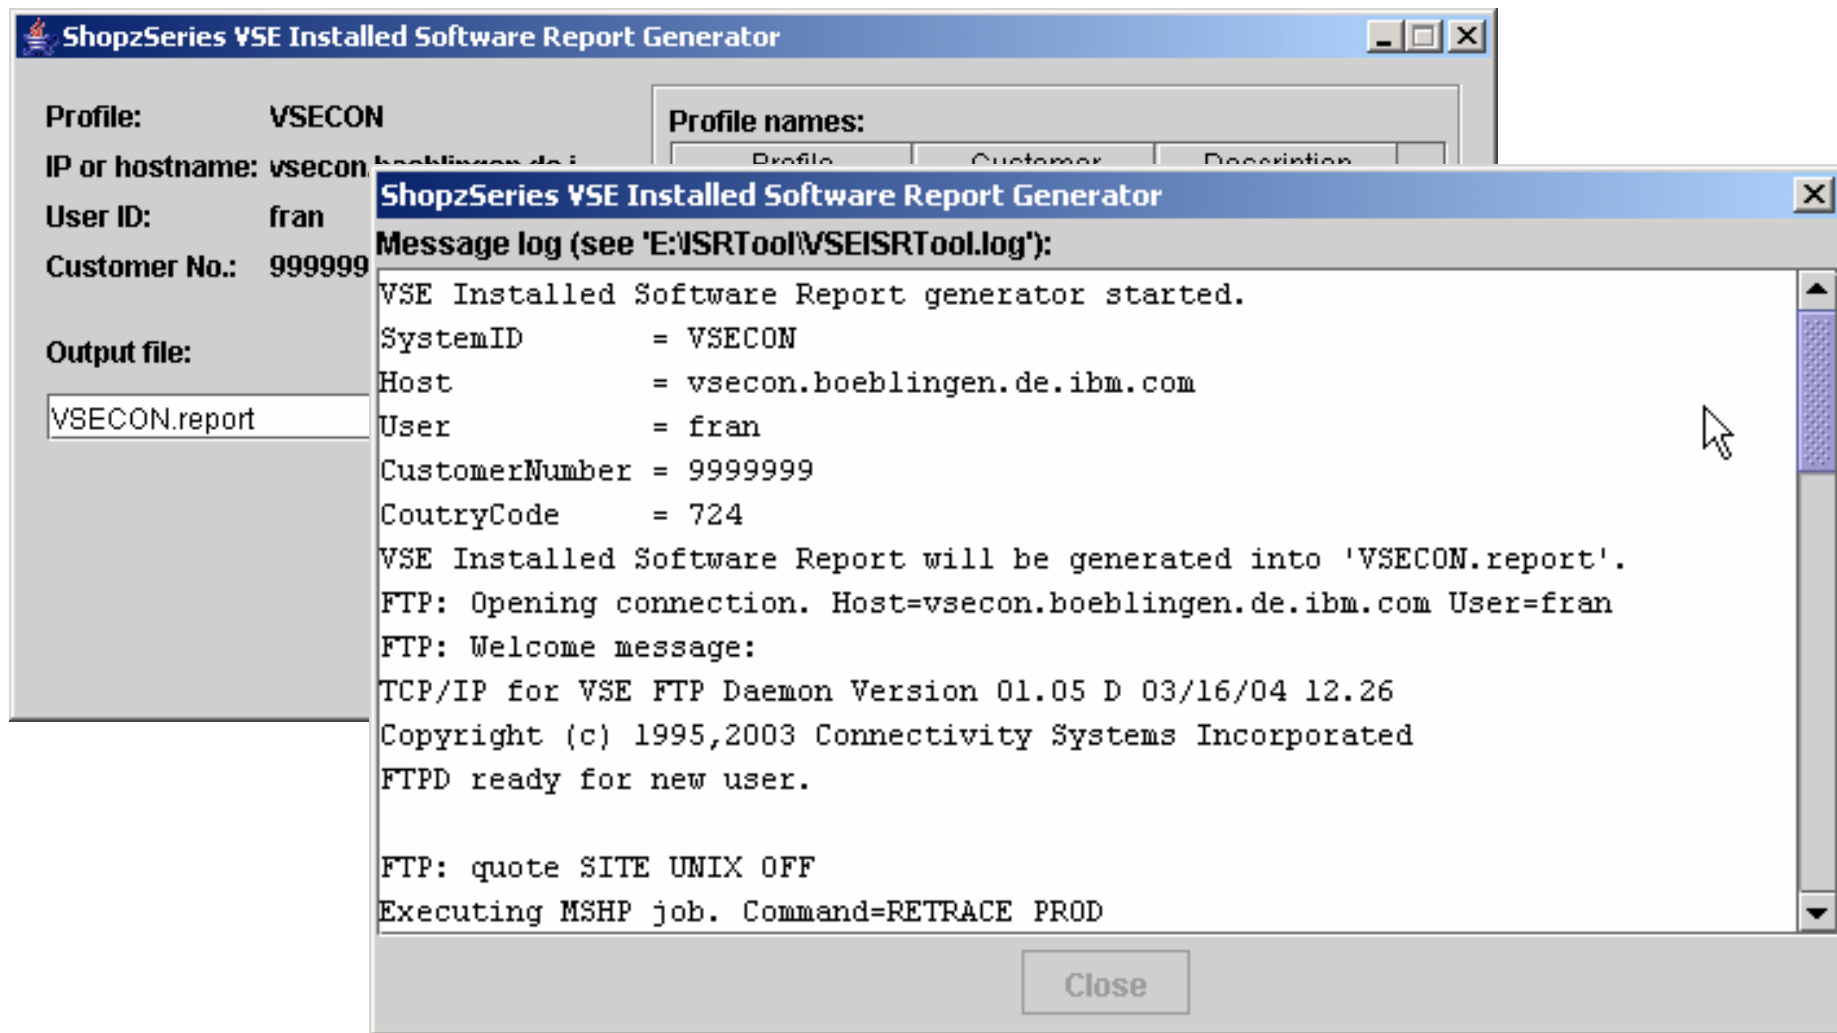 ShopzSeries VSE Installed Software Report Generator
Profile: VSECON
IP or hostname: vsecon.boeblingen.de.i
User ID: fran
Customer No.: 999999
Output file:
VSECON.report
Profile names:
Profile Customer Description
ShopzSeries VSE Installed Software Report Generator
Message log (see 'E:\ISRTool\VSEISRTool.log'):
VSE Installed Software Report generator started.
SystemID = VSECON
Host = vsecon.boeblingen.de.ibm.com
User = fran
CustomerNumber = 9999999
CoutryCode = 724
VSE Installed Software Report will be generated into 'VSECON.report'.
FTP: Opening connection. Host=vsecon.boeblingen.de.ibm.com User=fran
FTP: Welcome message:
TCP/IP for VSE FTP Daemon Version 01.05 D 03/16/04 12.26
Copyright (c) 1995,2003 Connectivity Systems Incorporated
FTPD ready for new user.
FTP: quote SITE UNIX OFF
Executing MSHP job. Command=RETRACE PROD
Close